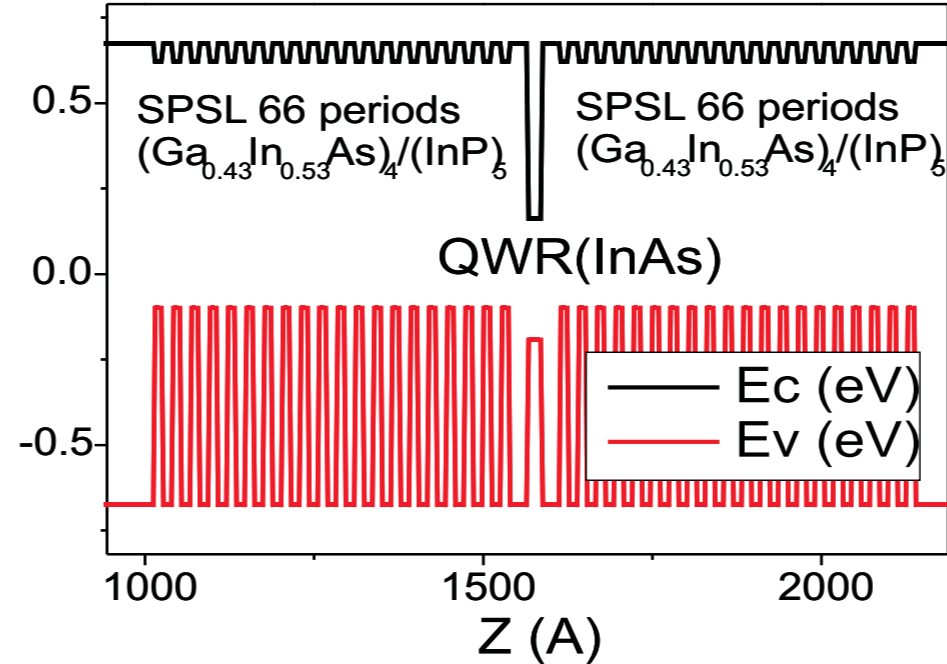 0.5
0.0
-0.5
SPSL 66 periods
(Ga0.43In0.53As)4/(InP)5
SPSL 66 periods
(Ga0.43In0.53As)4/(InP)5
QWR(InAs)
Ec (eV)
Ev (eV)
1000
1500
2000
Z (A)